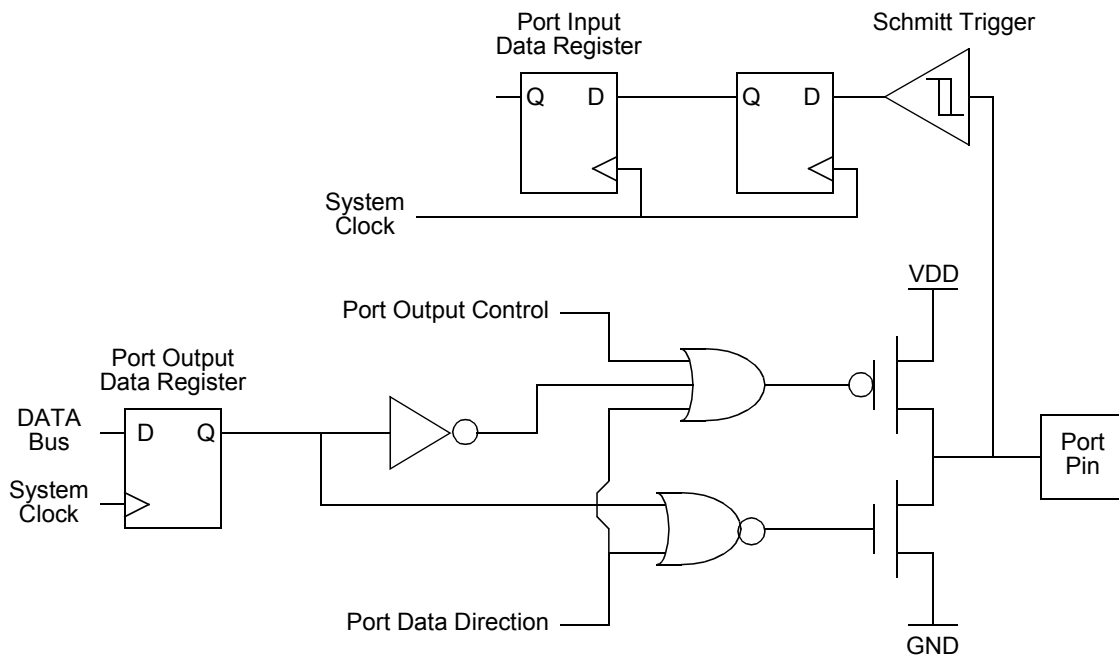 Port Input
Data Register
Schmitt Trigger
Q D
Q D
System
Clock
VDD
Port Output Control
Port Output
Data Register
DATA
Bus
D Q
System
Clock
Port
Pin
Port Data Direction
GND